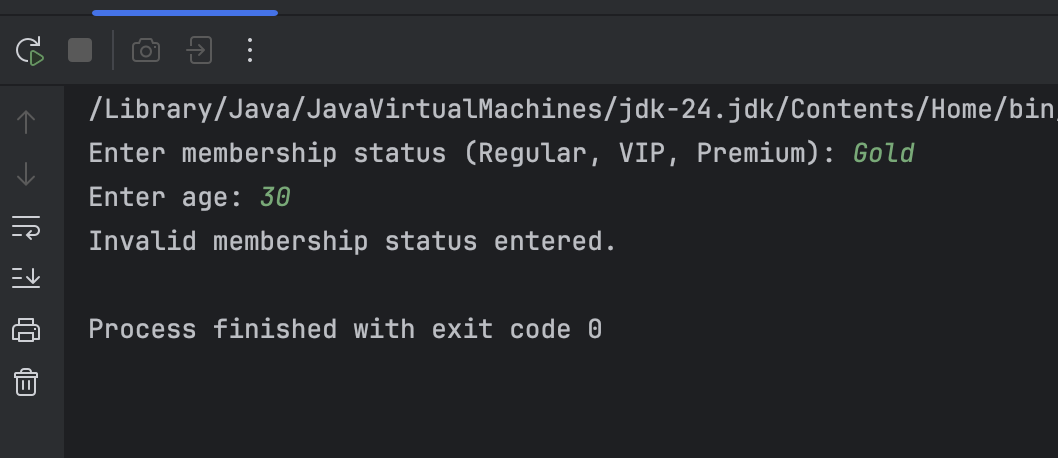 /Library/Java/JavaVirtualMachines/jdk-24.jdk/Contents/Home/bin/
Enter membership status (Regular, VIP, Premium): Gold
Enter age: 30
Invalid membership status entered.
Process finished with exit code 0